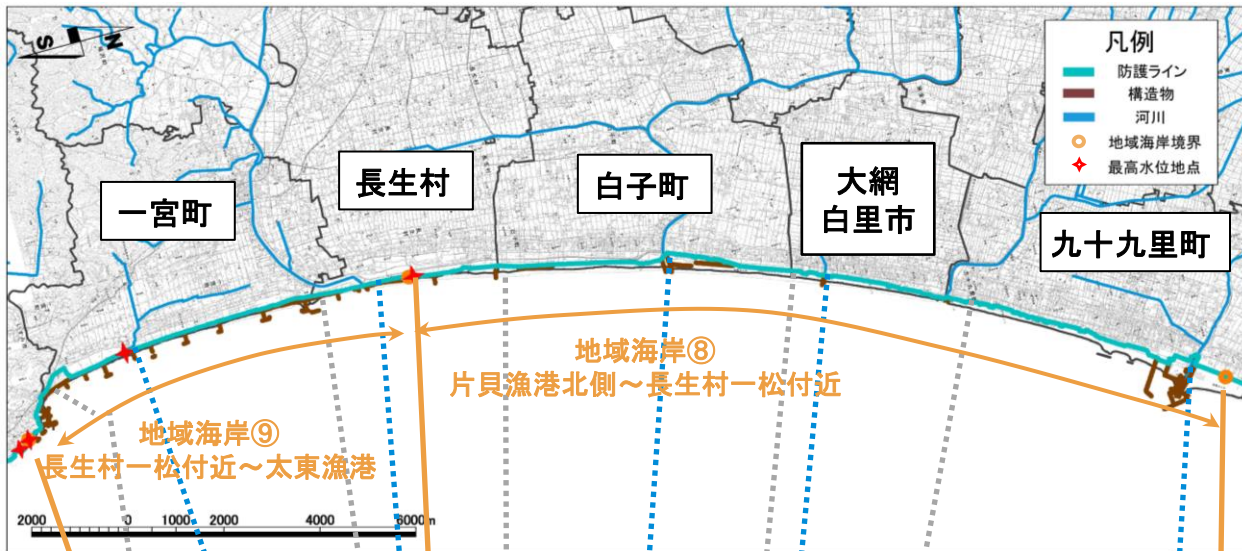 S
N
凡例
防護ライン
構造物
河川
地域海岸境界
最高水位地点
一宮町
長生村
白子町
大網
白里市
九十九里町
地域海岸⑧
片貝漁港北側～長生村一松付近
地域海岸⑨
長生村一松付近～太東漁港
2000 0 1000 2000 4000 6000m